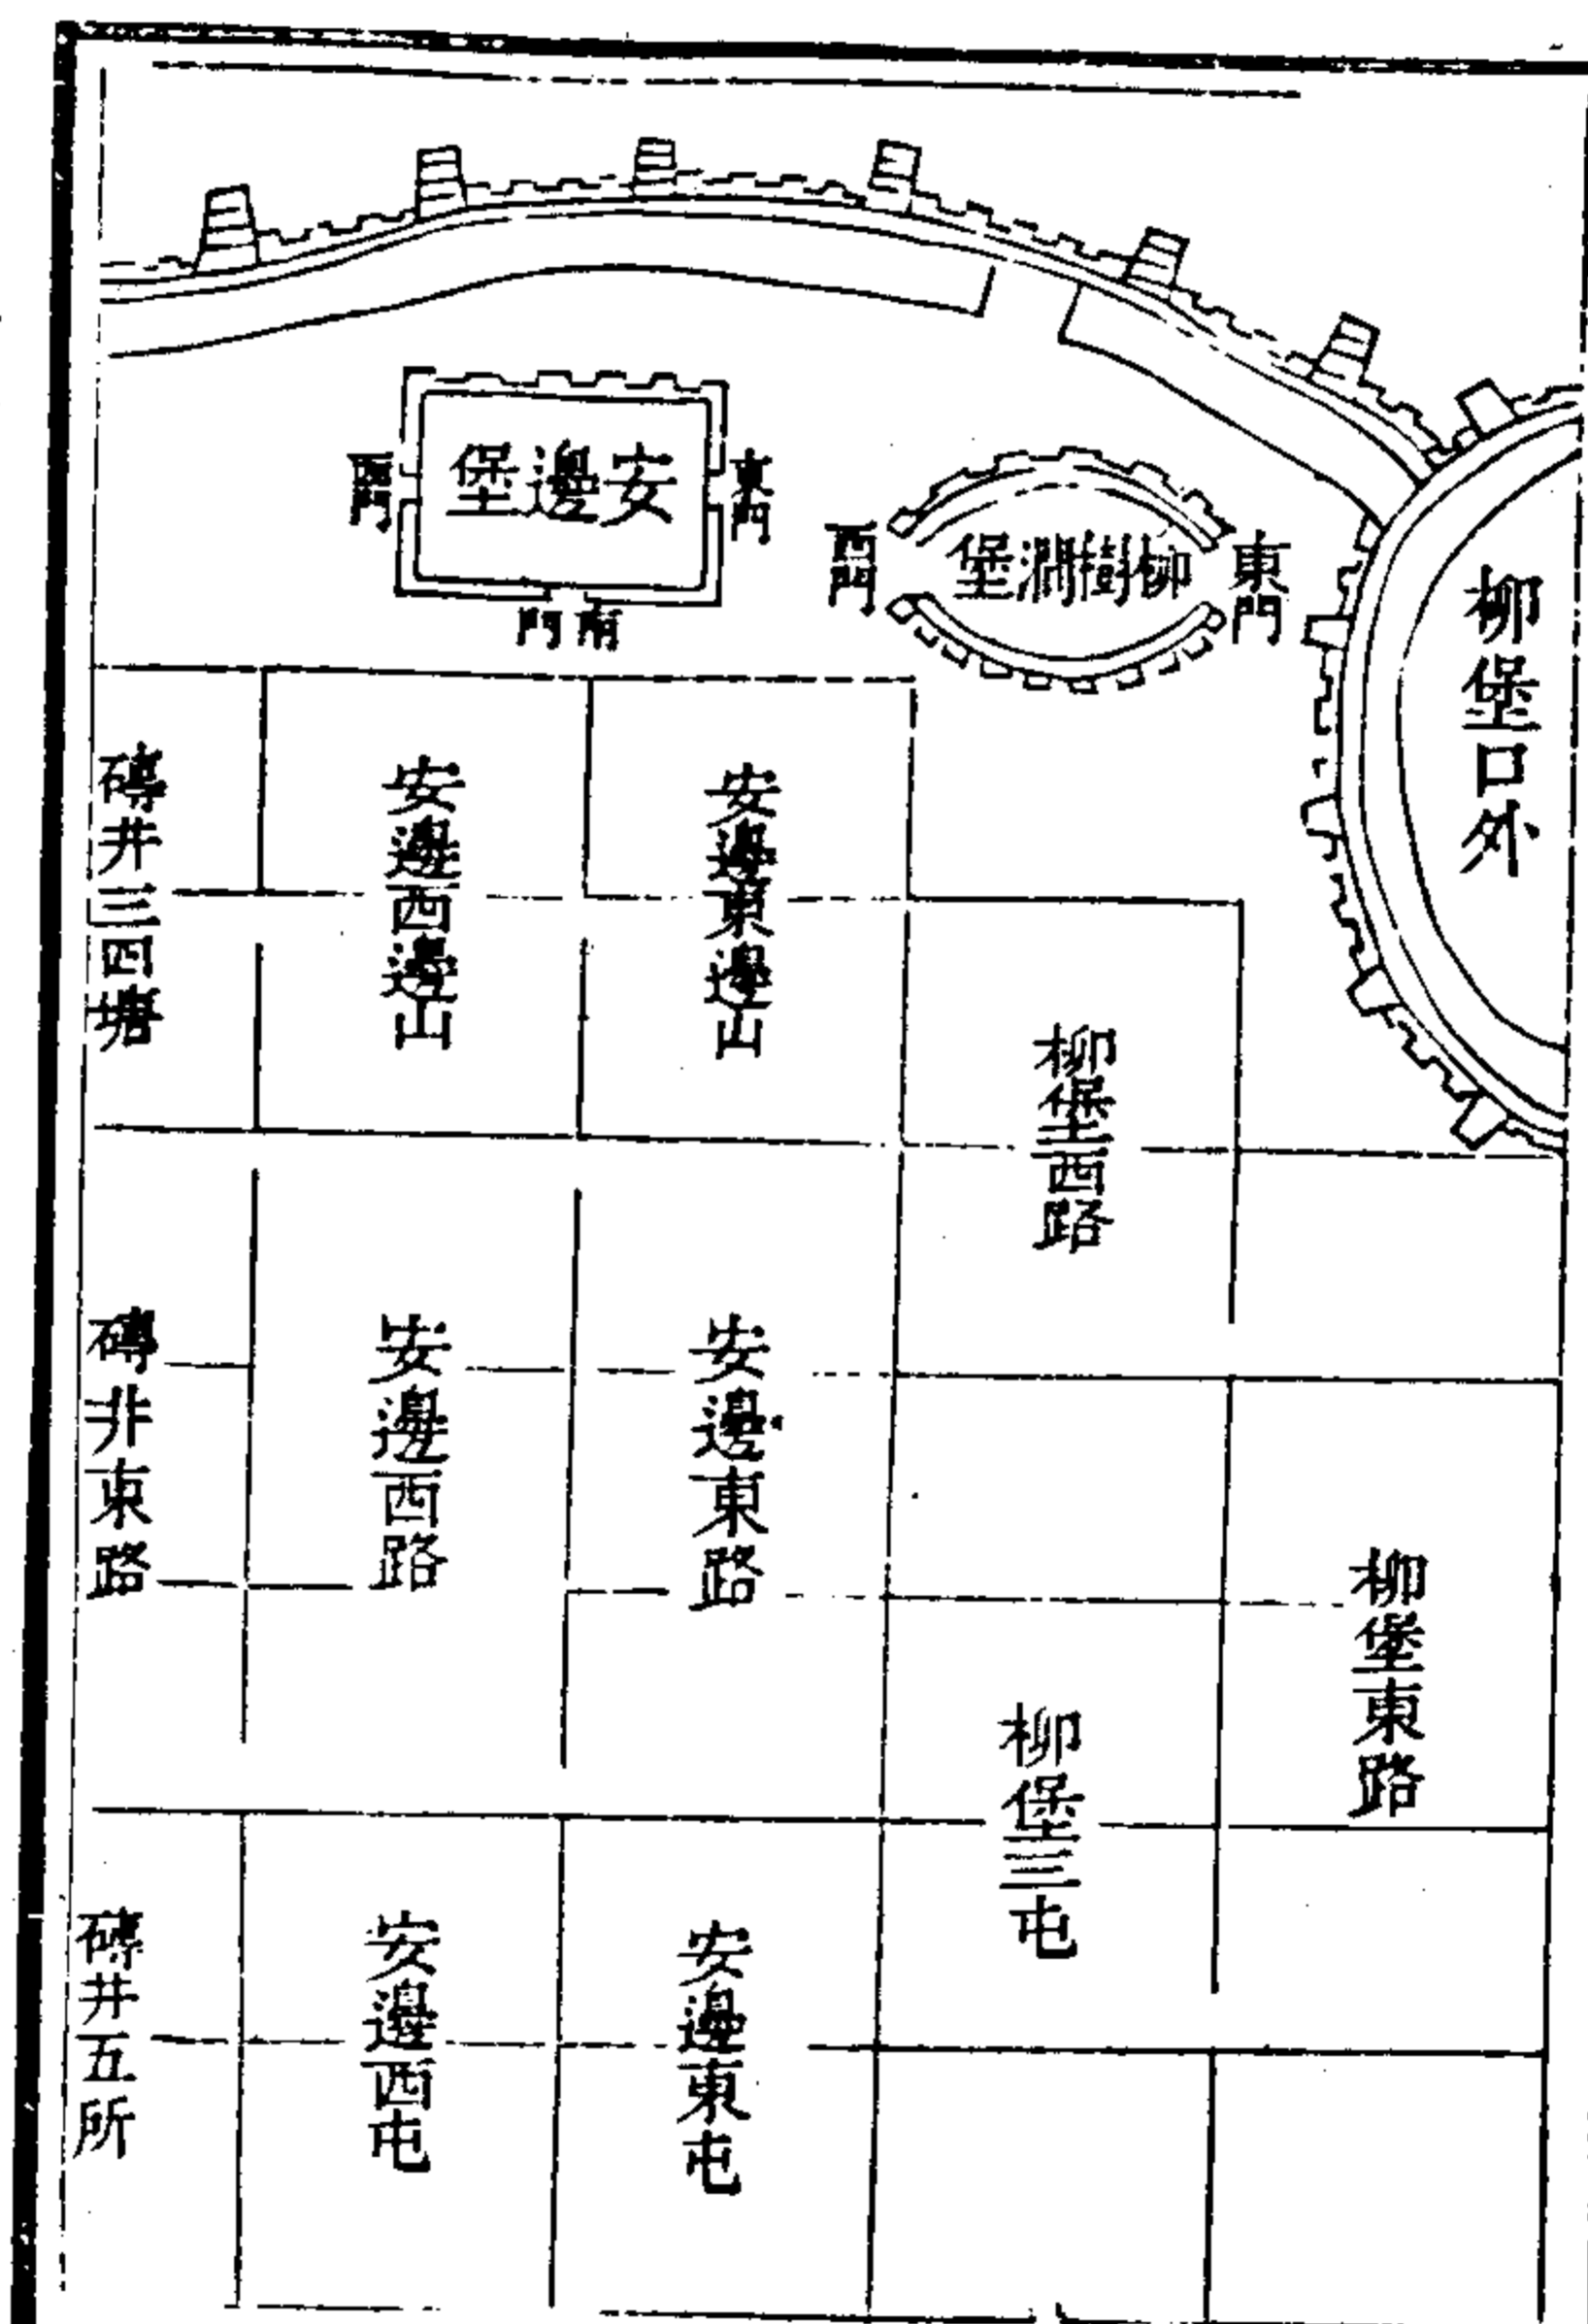 柳堡口外
東門
柳樹澗堡
西門
東門
安邊堡
西門
南門
柳堡東路
柳堡西路
柳堡三屯
安邊東邊山
安邊東路
安邊東屯
安邊西邊山
安邊西路
安邊西屯
磚井三四塘
磚井東路
磚井五所